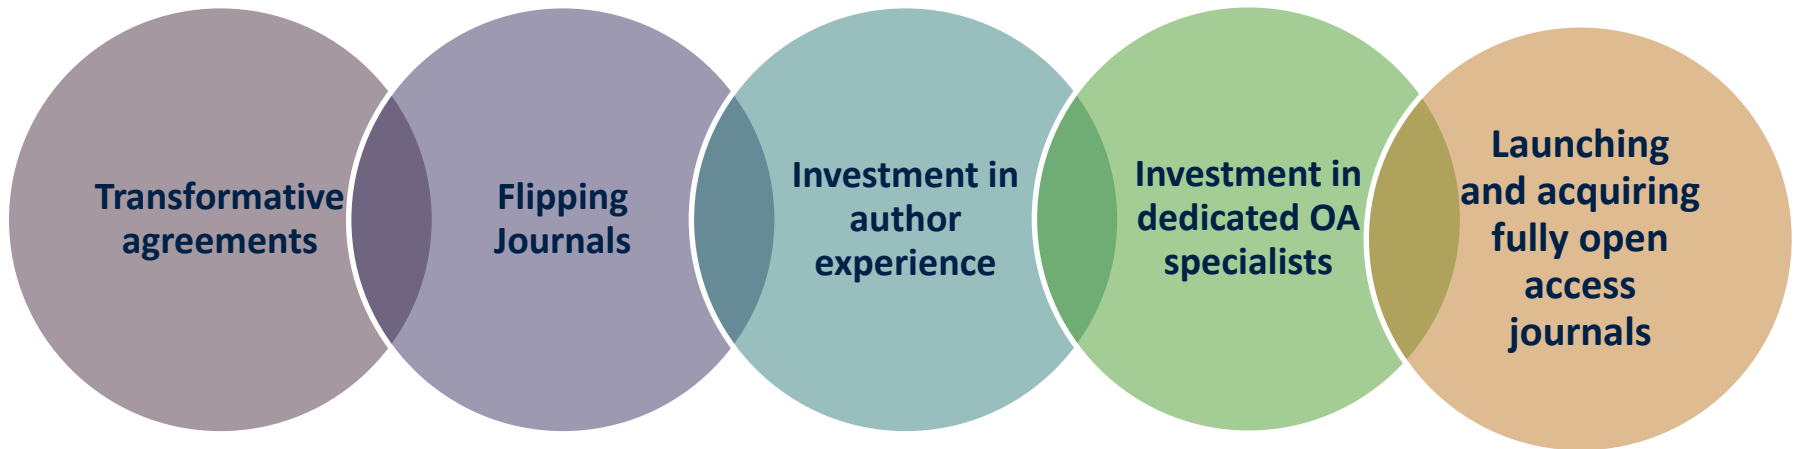 Transformative
agreements
Flipping
Journals
Investment in
author
experience
Investment in
dedicated OA
specialists
Launching
and acquiring
fully open
access
journals